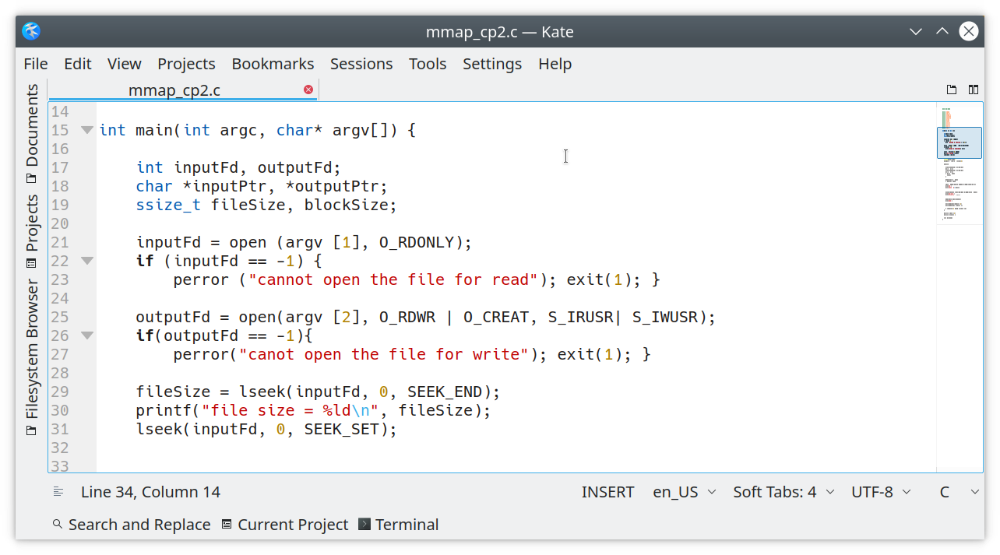 mmap_cp2.c — Kate
File Edit View Projects Bookmarks Sessions Tools Settings Help
mmap_cp2.c
Documents
Projects
Filesystem Browser
14
15 int main(int argc, char* argv[]) {
16
17     int inputFd, outputFd;
18     char *inputPtr, *outputPtr;
19     ssize_t fileSize, blockSize;
20
21     inputFd = open (argv [1], O_RDONLY);
22     if (inputFd == -1) {
23         perror ("cannot open the file for read"); exit(1); }
24
25     outputFd = open(argv [2], O_RDWR | O_CREAT, S_IRUSR| S_IWUSR);
26     if(outputFd == -1){
27         perror("canot open the file for write"); exit(1); }
28
29     fileSize = lseek(inputFd, 0, SEEK_END);
30     printf("file size = %ld\n", fileSize);
31     lseek(inputFd, 0, SEEK_SET);
32
33
Line 34, Column 14 INSERT en_US Soft Tabs: 4 UTF-8 C
Search and Replace Current Project Terminal